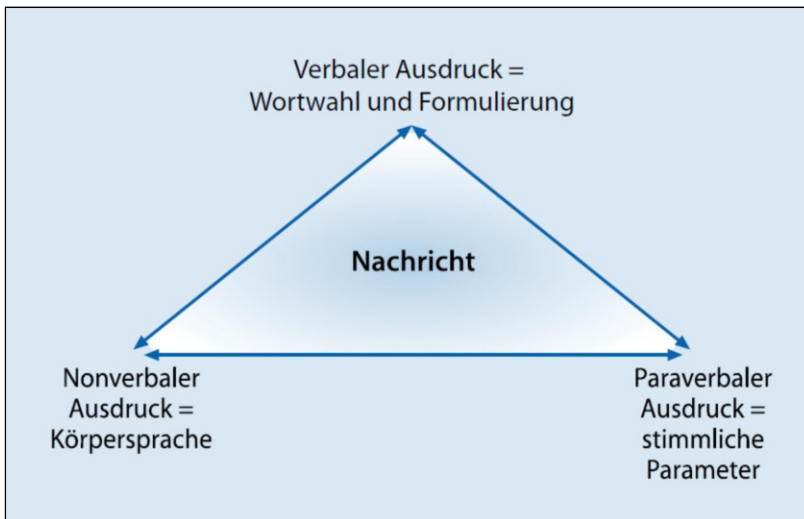 Verbaler Ausdruck =
Wortwahl und Formulierung
Nachricht
Nonverbaler
Ausdruck =
Körpersprache
Paraverbaler
Ausdruck =
stimmliche
Parameter